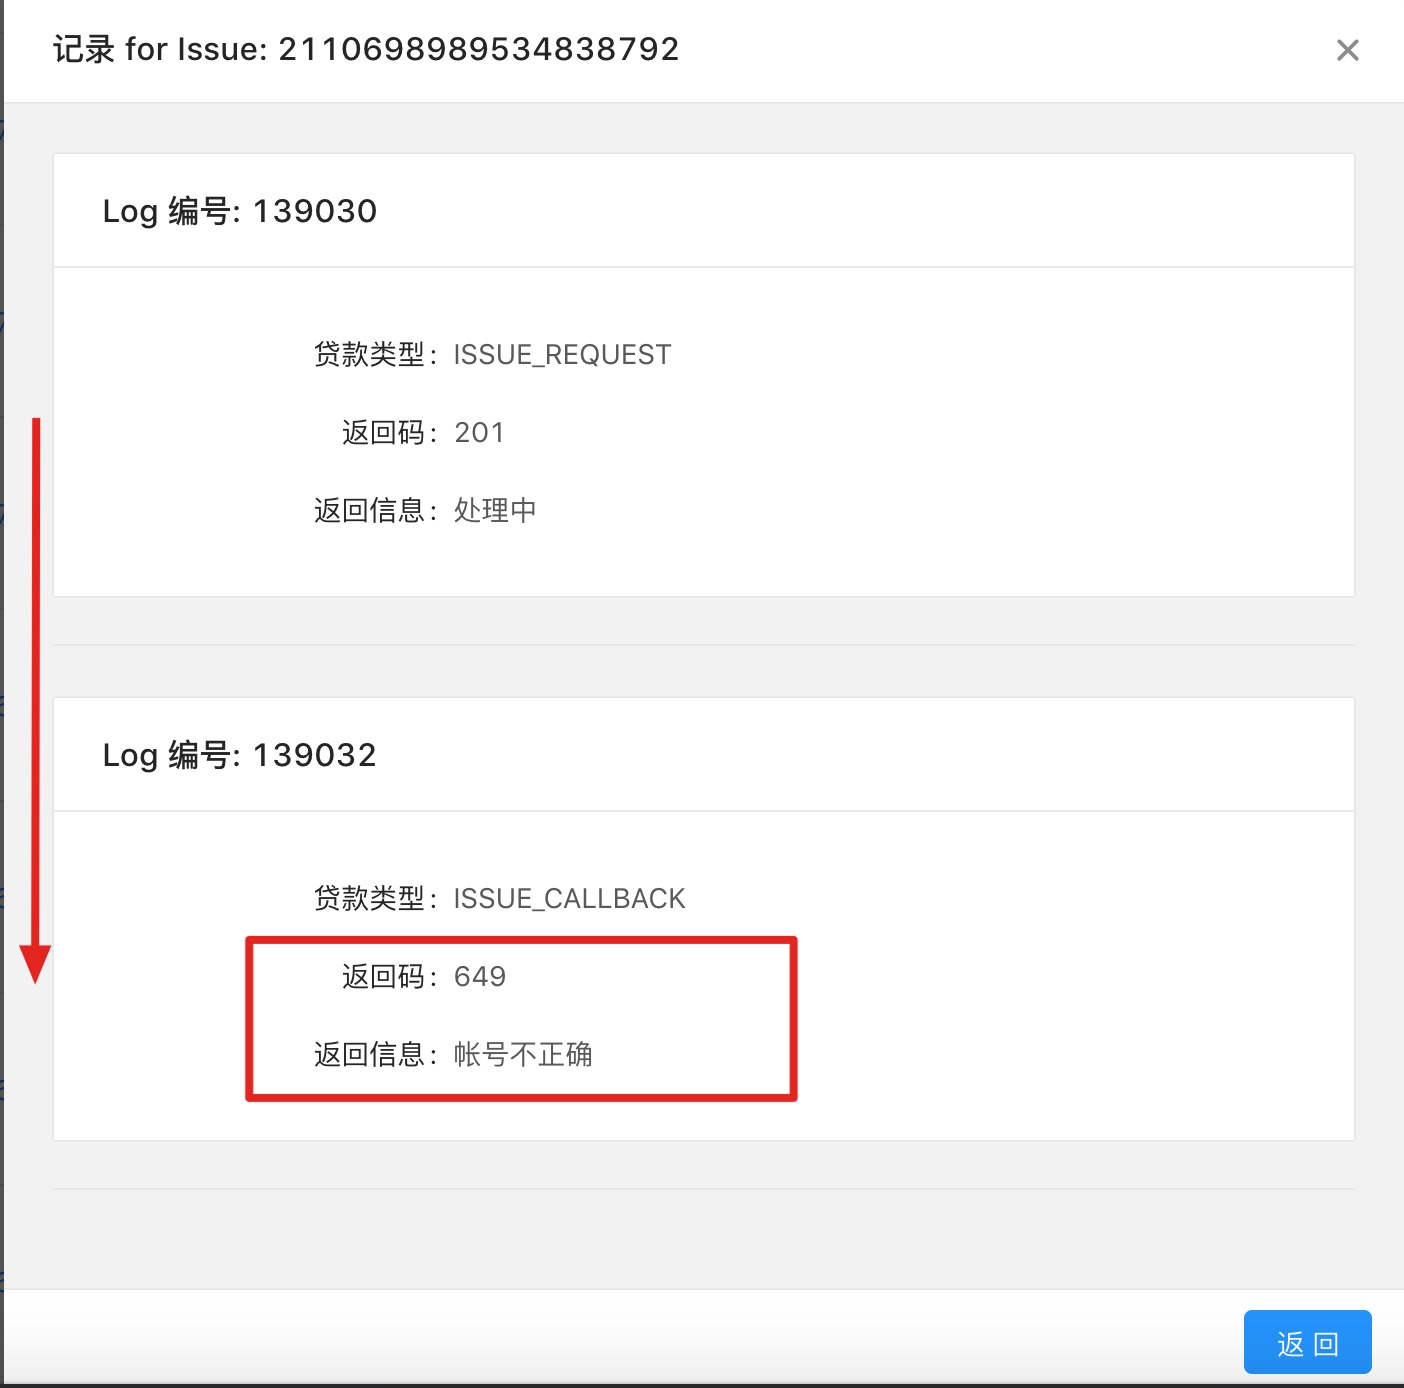 记录 for Issue: 2110698989534838792
Log 编号: 139030
贷款类型: ISSUE_REQUEST
返回码: 201
返回信息: 处理中
Log 编号: 139032
贷款类型: ISSUE_CALLBACK
返回码: 649
返回信息: 帐号不正确
返 回